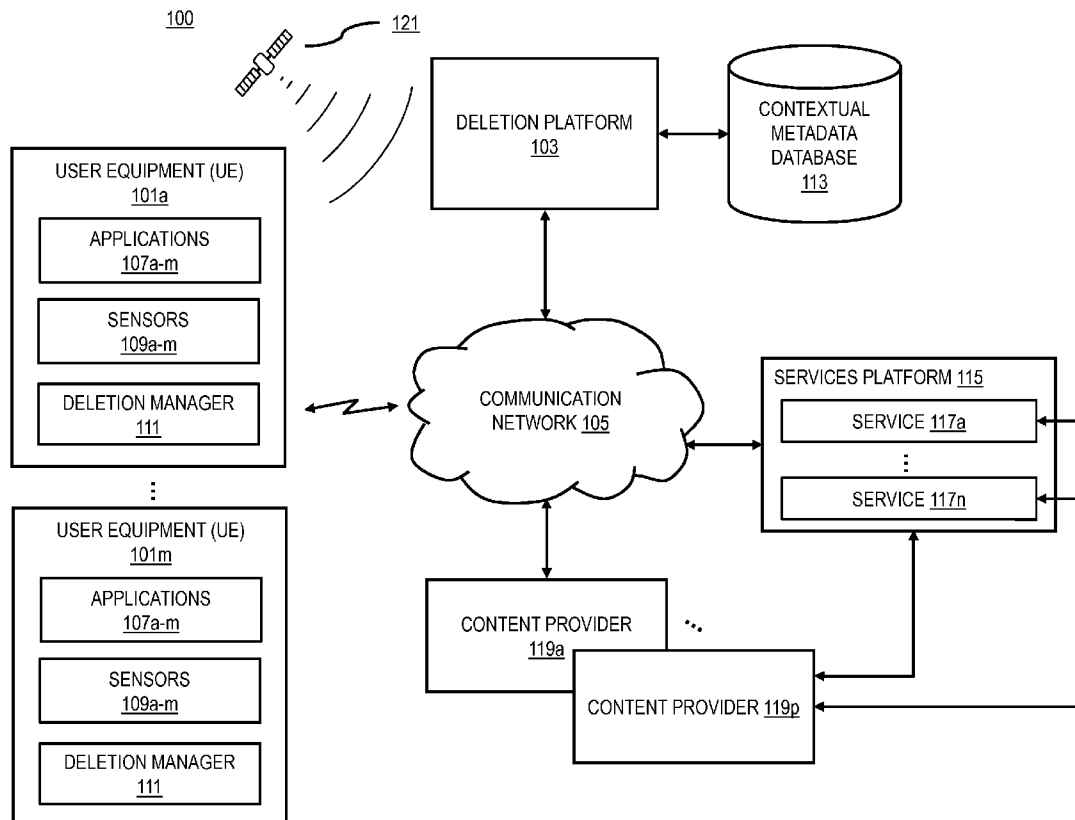 100
121
DELETION PLATFORM
103
CONTEXTUAL
METADATA
DATABASE
113
USER EQUIPMENT (UE)
101a
APPLICATIONS
107a-m
SENSORS
109a-m
DELETION MANAGER
111
COMMUNICATION
NETWORK 105
SERVICES PLATFORM 115
SERVICE 117a
...
SERVICE 117n
...
USER EQUIPMENT (UE)
101m
APPLICATIONS
107a-m
SENSORS
109a-m
DELETION MANAGER
111
CONTENT PROVIDER
119a
...
CONTENT PROVIDER 119p